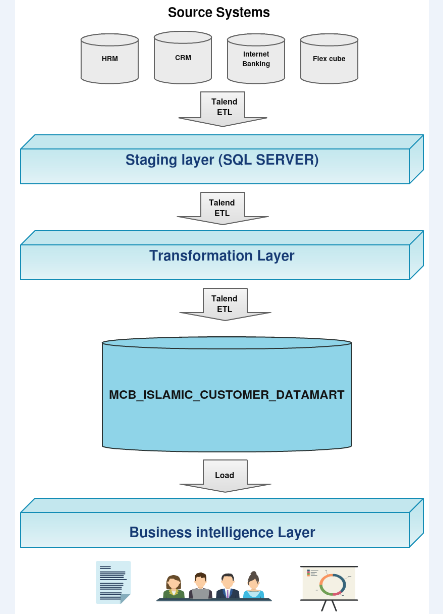 Source Systems
HRM
CRM
Internet
Banking
Flex cube
Talend
ETL
Staging layer (SQL SERVER)
Talend
ETL
Transformation Layer
Talend
ETL
MCB_ISLAMIC_CUSTOMER_DATAMART
Load
Business intelligence Layer